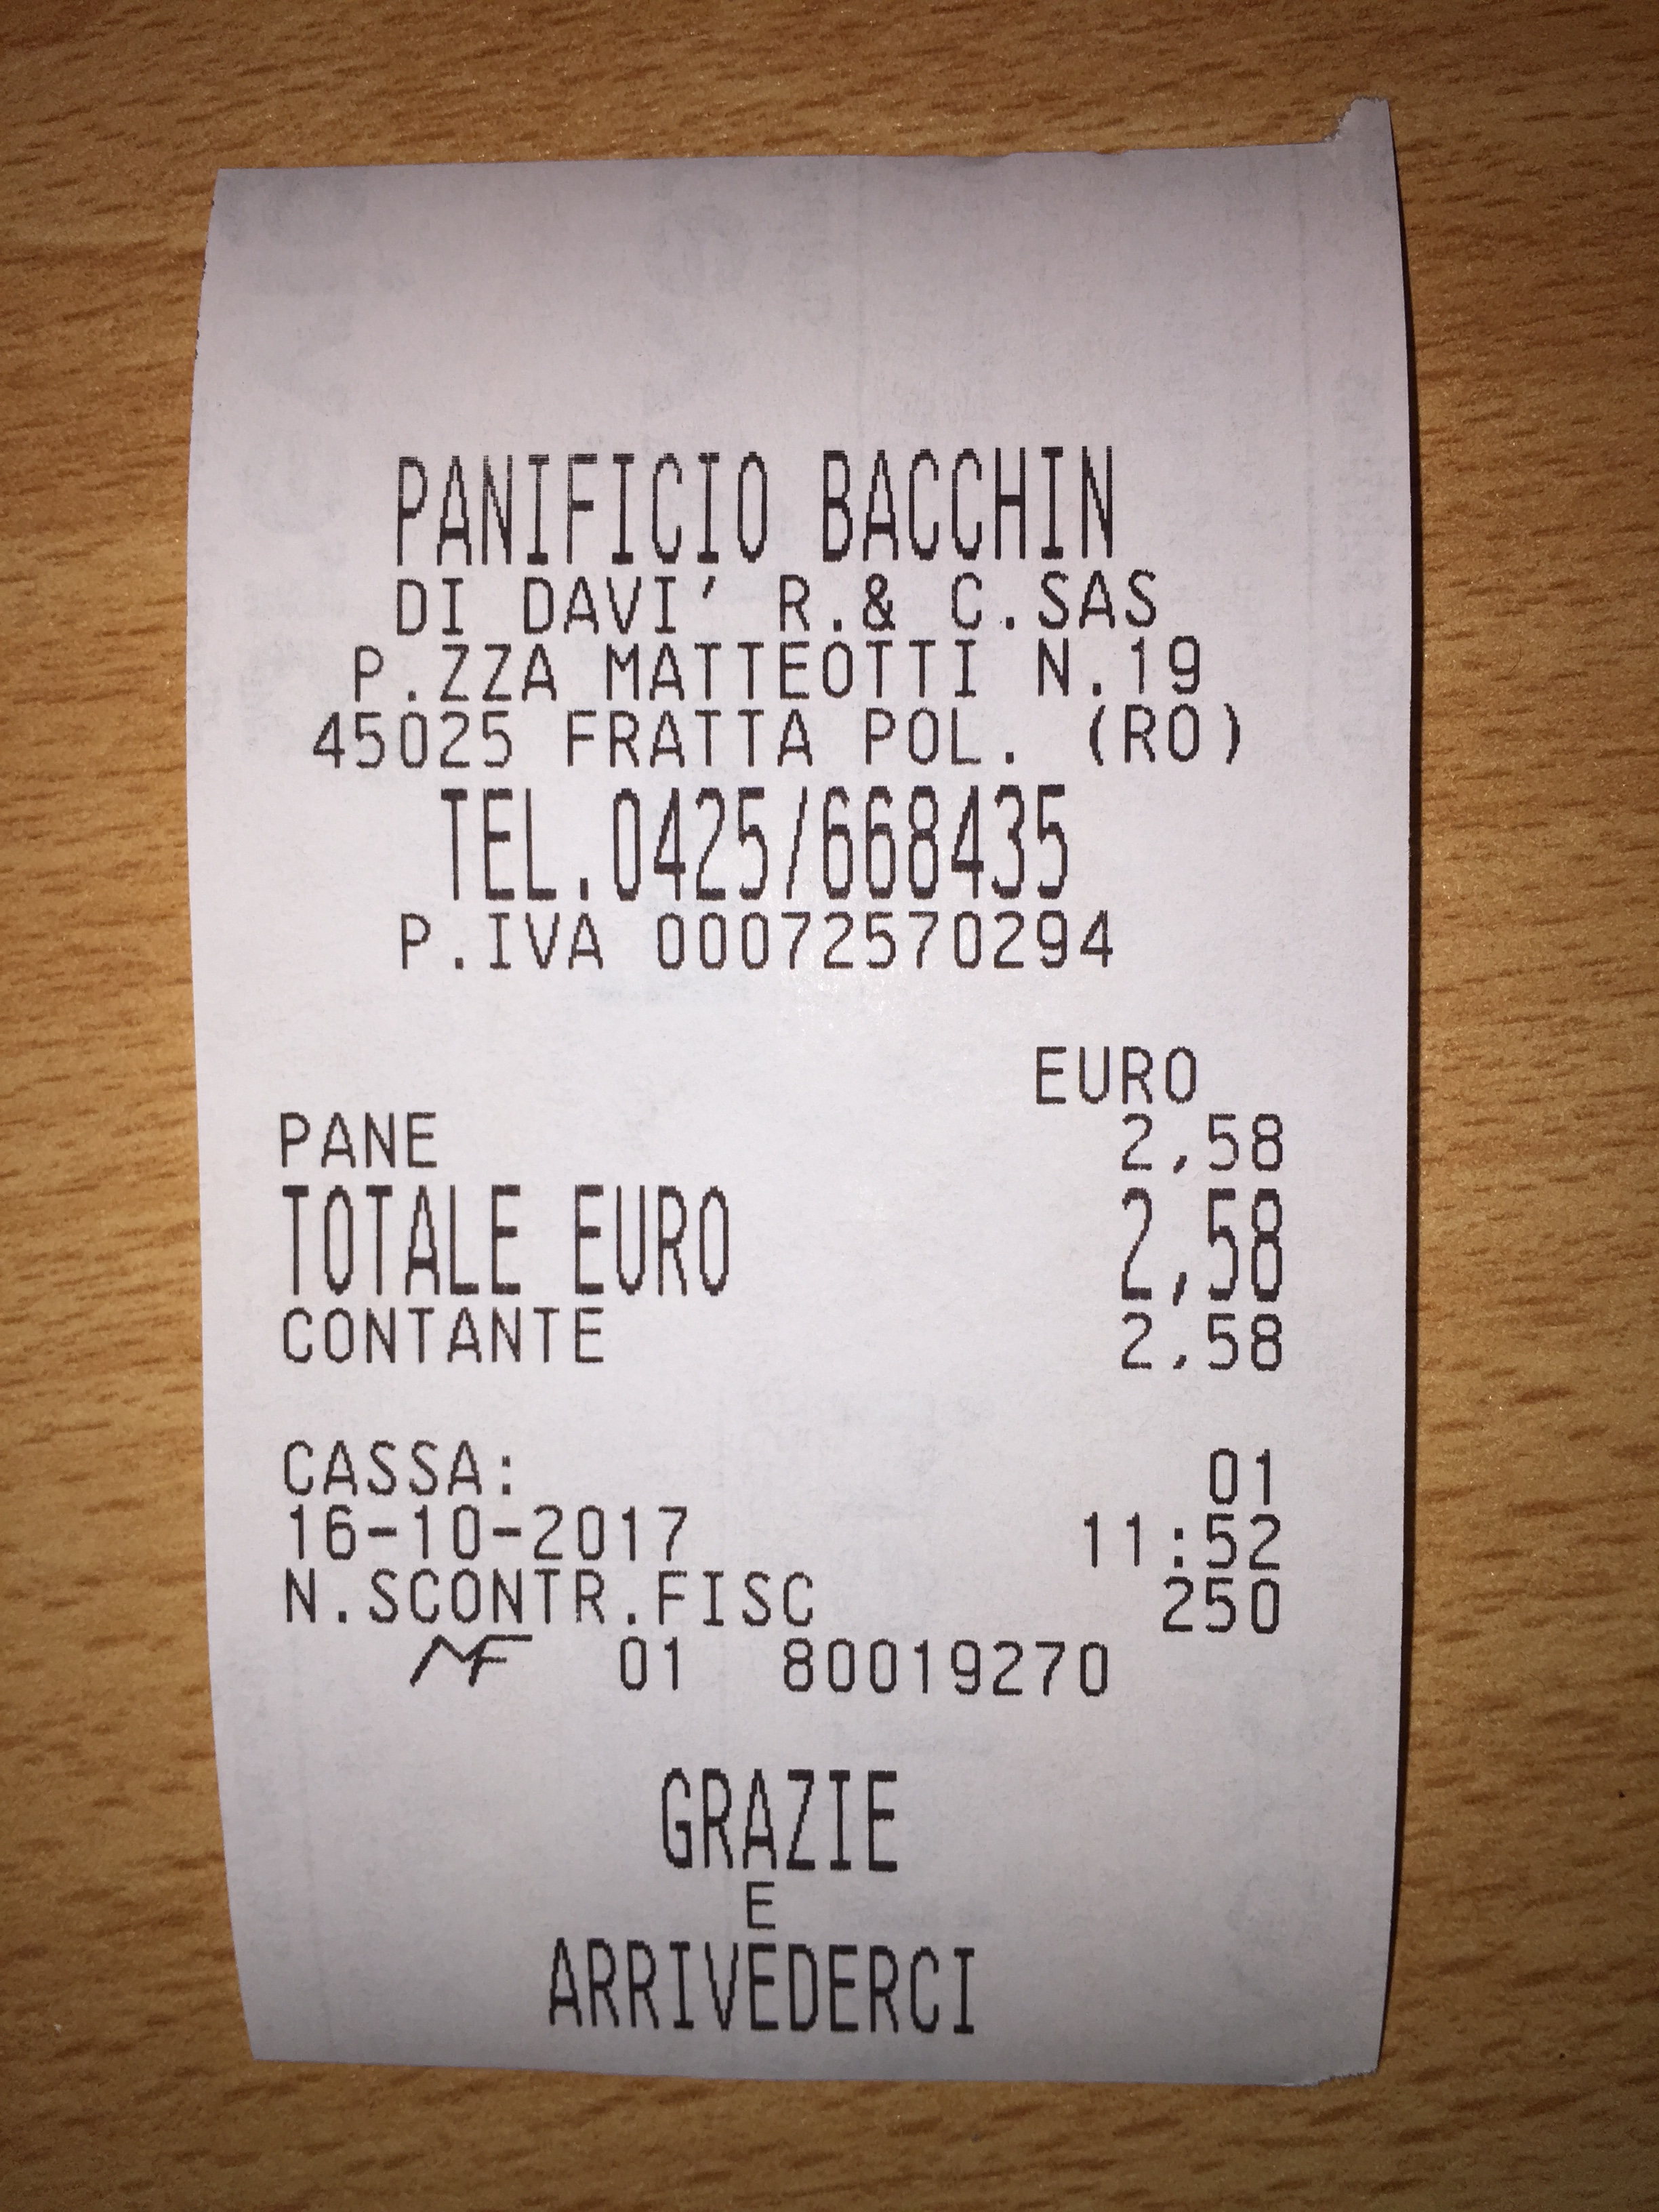 PANIFICIO BACCHIN
DI DAVI' R.& C.SAS
P.ZZA MATTEOTTI N.19
45025 FRATTA POL. (RO)
TEL.0425/668435
P.IVA 00072570294
EURO
PANE 2,58
TOTALE EURO 2,58
CONTANTE 2,58
CASSA: 01
16-10-2017 11:52
N.SCONTR.FISC 250
MF 01 80019270
GRAZIE
E
ARRIVEDERCI